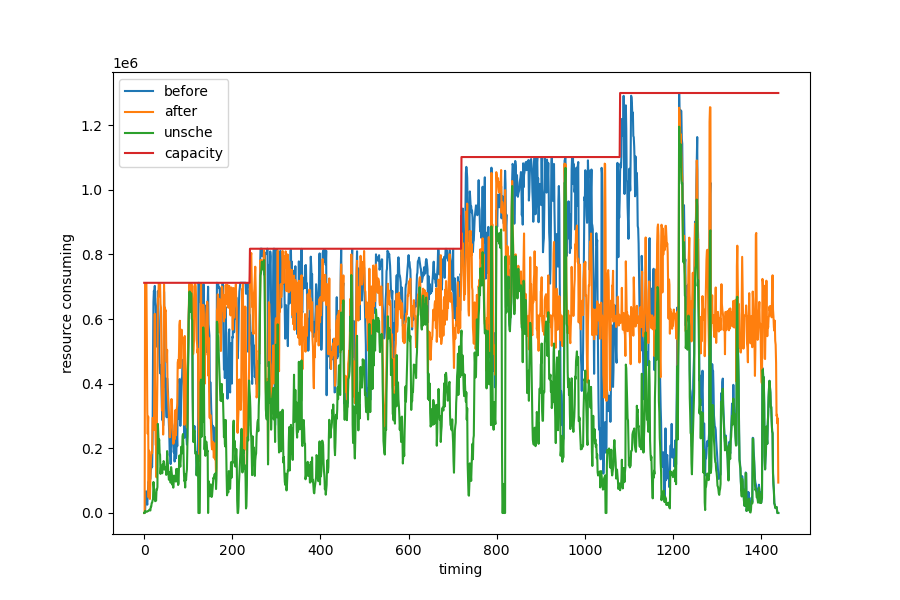 1e6
before
after
unsche
capacity
1.2
1.0
0.8
0.6
0.4
0.2
0.0
resource consuming
0 200 400 600 800 1000 1200 1400
timing